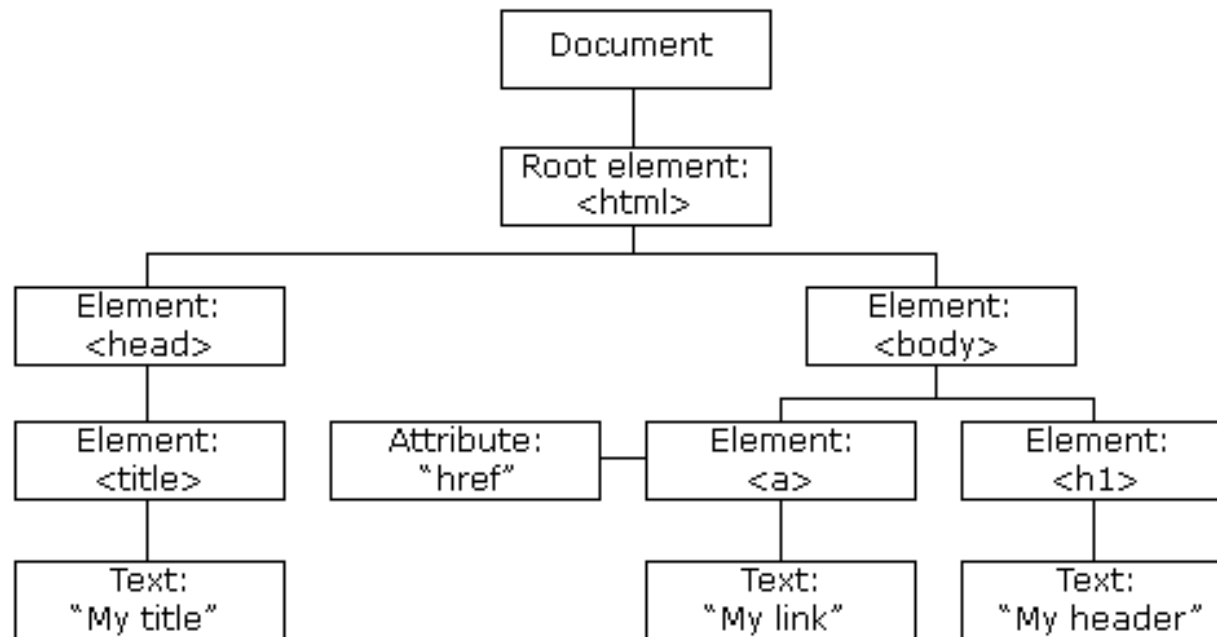 Document
Root element:
<html>
Element:
<head>
Element:
<body>
Element:
<title>
Attribute:
“href”
Element:
<a>
Element:
<h1>
Text:
“My title”
Text:
“My link”
Text:
“My header”